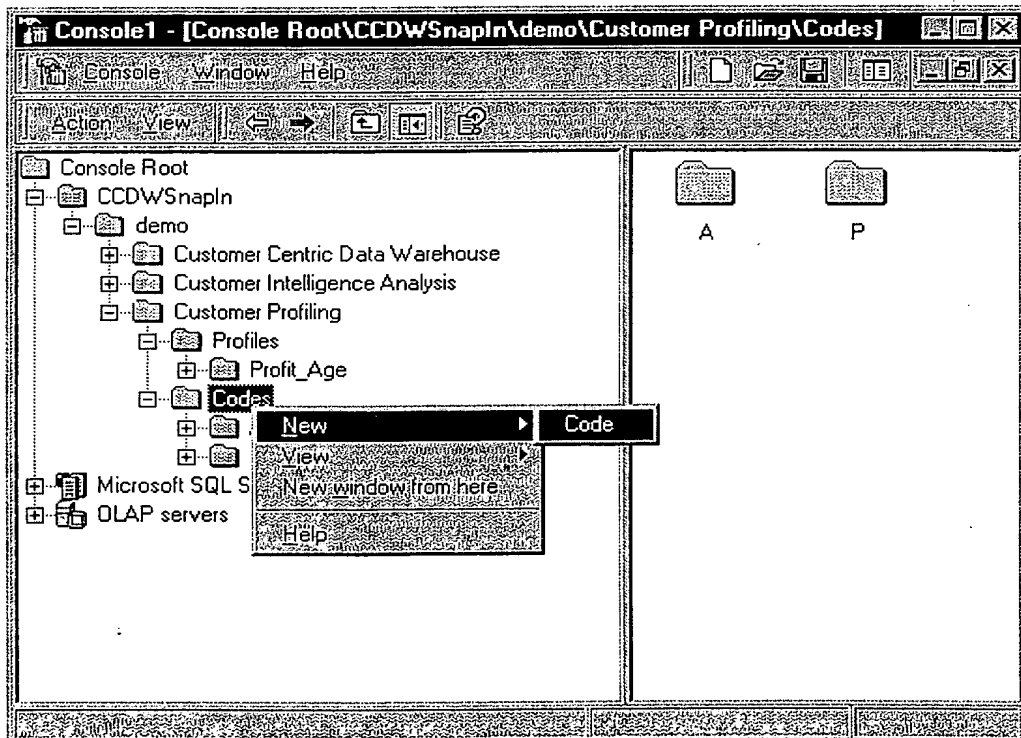 Console1 - [Console Root\CCDWSnapIn\demo\Customer Profiling\Codes]
Console Window Help
Action View
Console Root
CCDWSnapIn
demo
Customer Centric Data Warehouse
Customer Intelligence Analysis
Customer Profiling
Profiles
Profit_Age
Codes
New
Code
View
New window from here
Help
Microsoft SQL S
OLAP servers
A
P